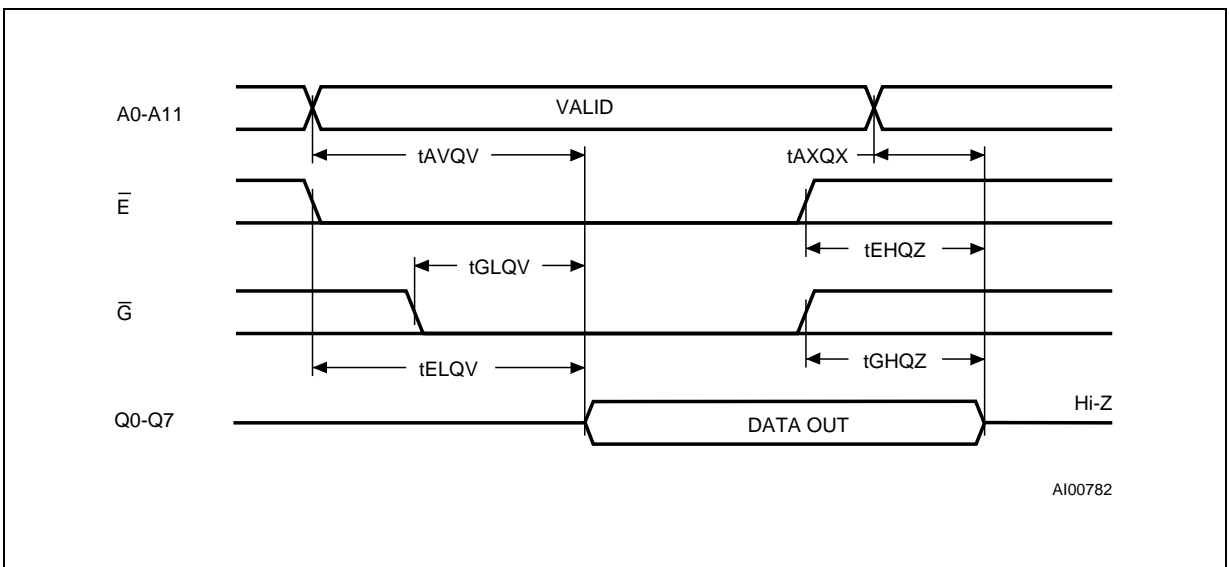 A0-A11
VALID
tAVQV
tAXQX
E̅
tGLQV
tEHQZ
G̅
tELQV
tGHQZ
Q0-Q7
DATA OUT
Hi-Z
AI00782